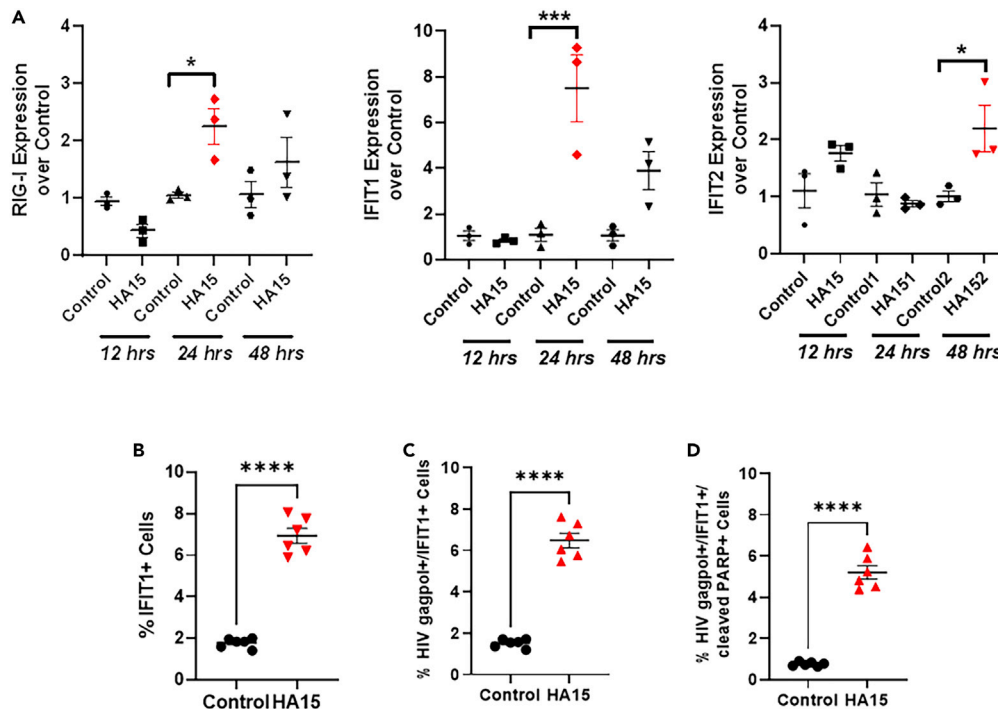 A
RIG-I Expression
over Control
4
3
2
1
0
*
Control
HA15
Control
HA15
Control
HA15
12 hrs
24 hrs
48 hrs
IFIT1 Expression
over Control
10
8
6
4
2
0
***
Control
HA15
Control
HA15
Control
HA15
12 hrs
24 hrs
48 hrs
IFIT2 Expression
over Control
4
3
2
1
0
*
Control
HA15
Control1
HA151
Control2
HA152
12 hrs
24 hrs
48 hrs
B
% IFIT1+ Cells
10
8
6
4
2
0
****
Control HA15
C
% HIV gagpol+/IFIT1+ Cells
10
8
6
4
2
0
****
Control HA15
D
% HIV gagpol+/IFIT1+/
cleaved PARP+ Cells
10
8
6
4
2
0
****
Control HA15